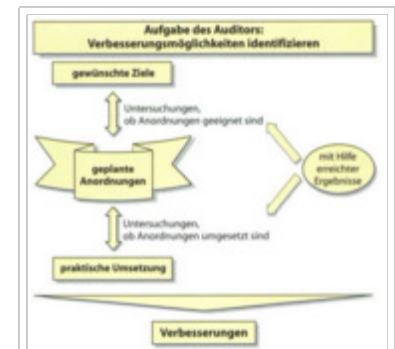 Aufgabe des Auditors:
Verbesserungsmöglichkeiten identifizieren
gewünschte Ziele
Untersuchungen,
ob Anordnungen geeignet sind
geplante
Anordnungen
mit Hilfe
erreichter
Ergebnisse
Untersuchungen,
ob Anordnungen umgesetzt sind
praktische Umsetzung
Verbesserungen